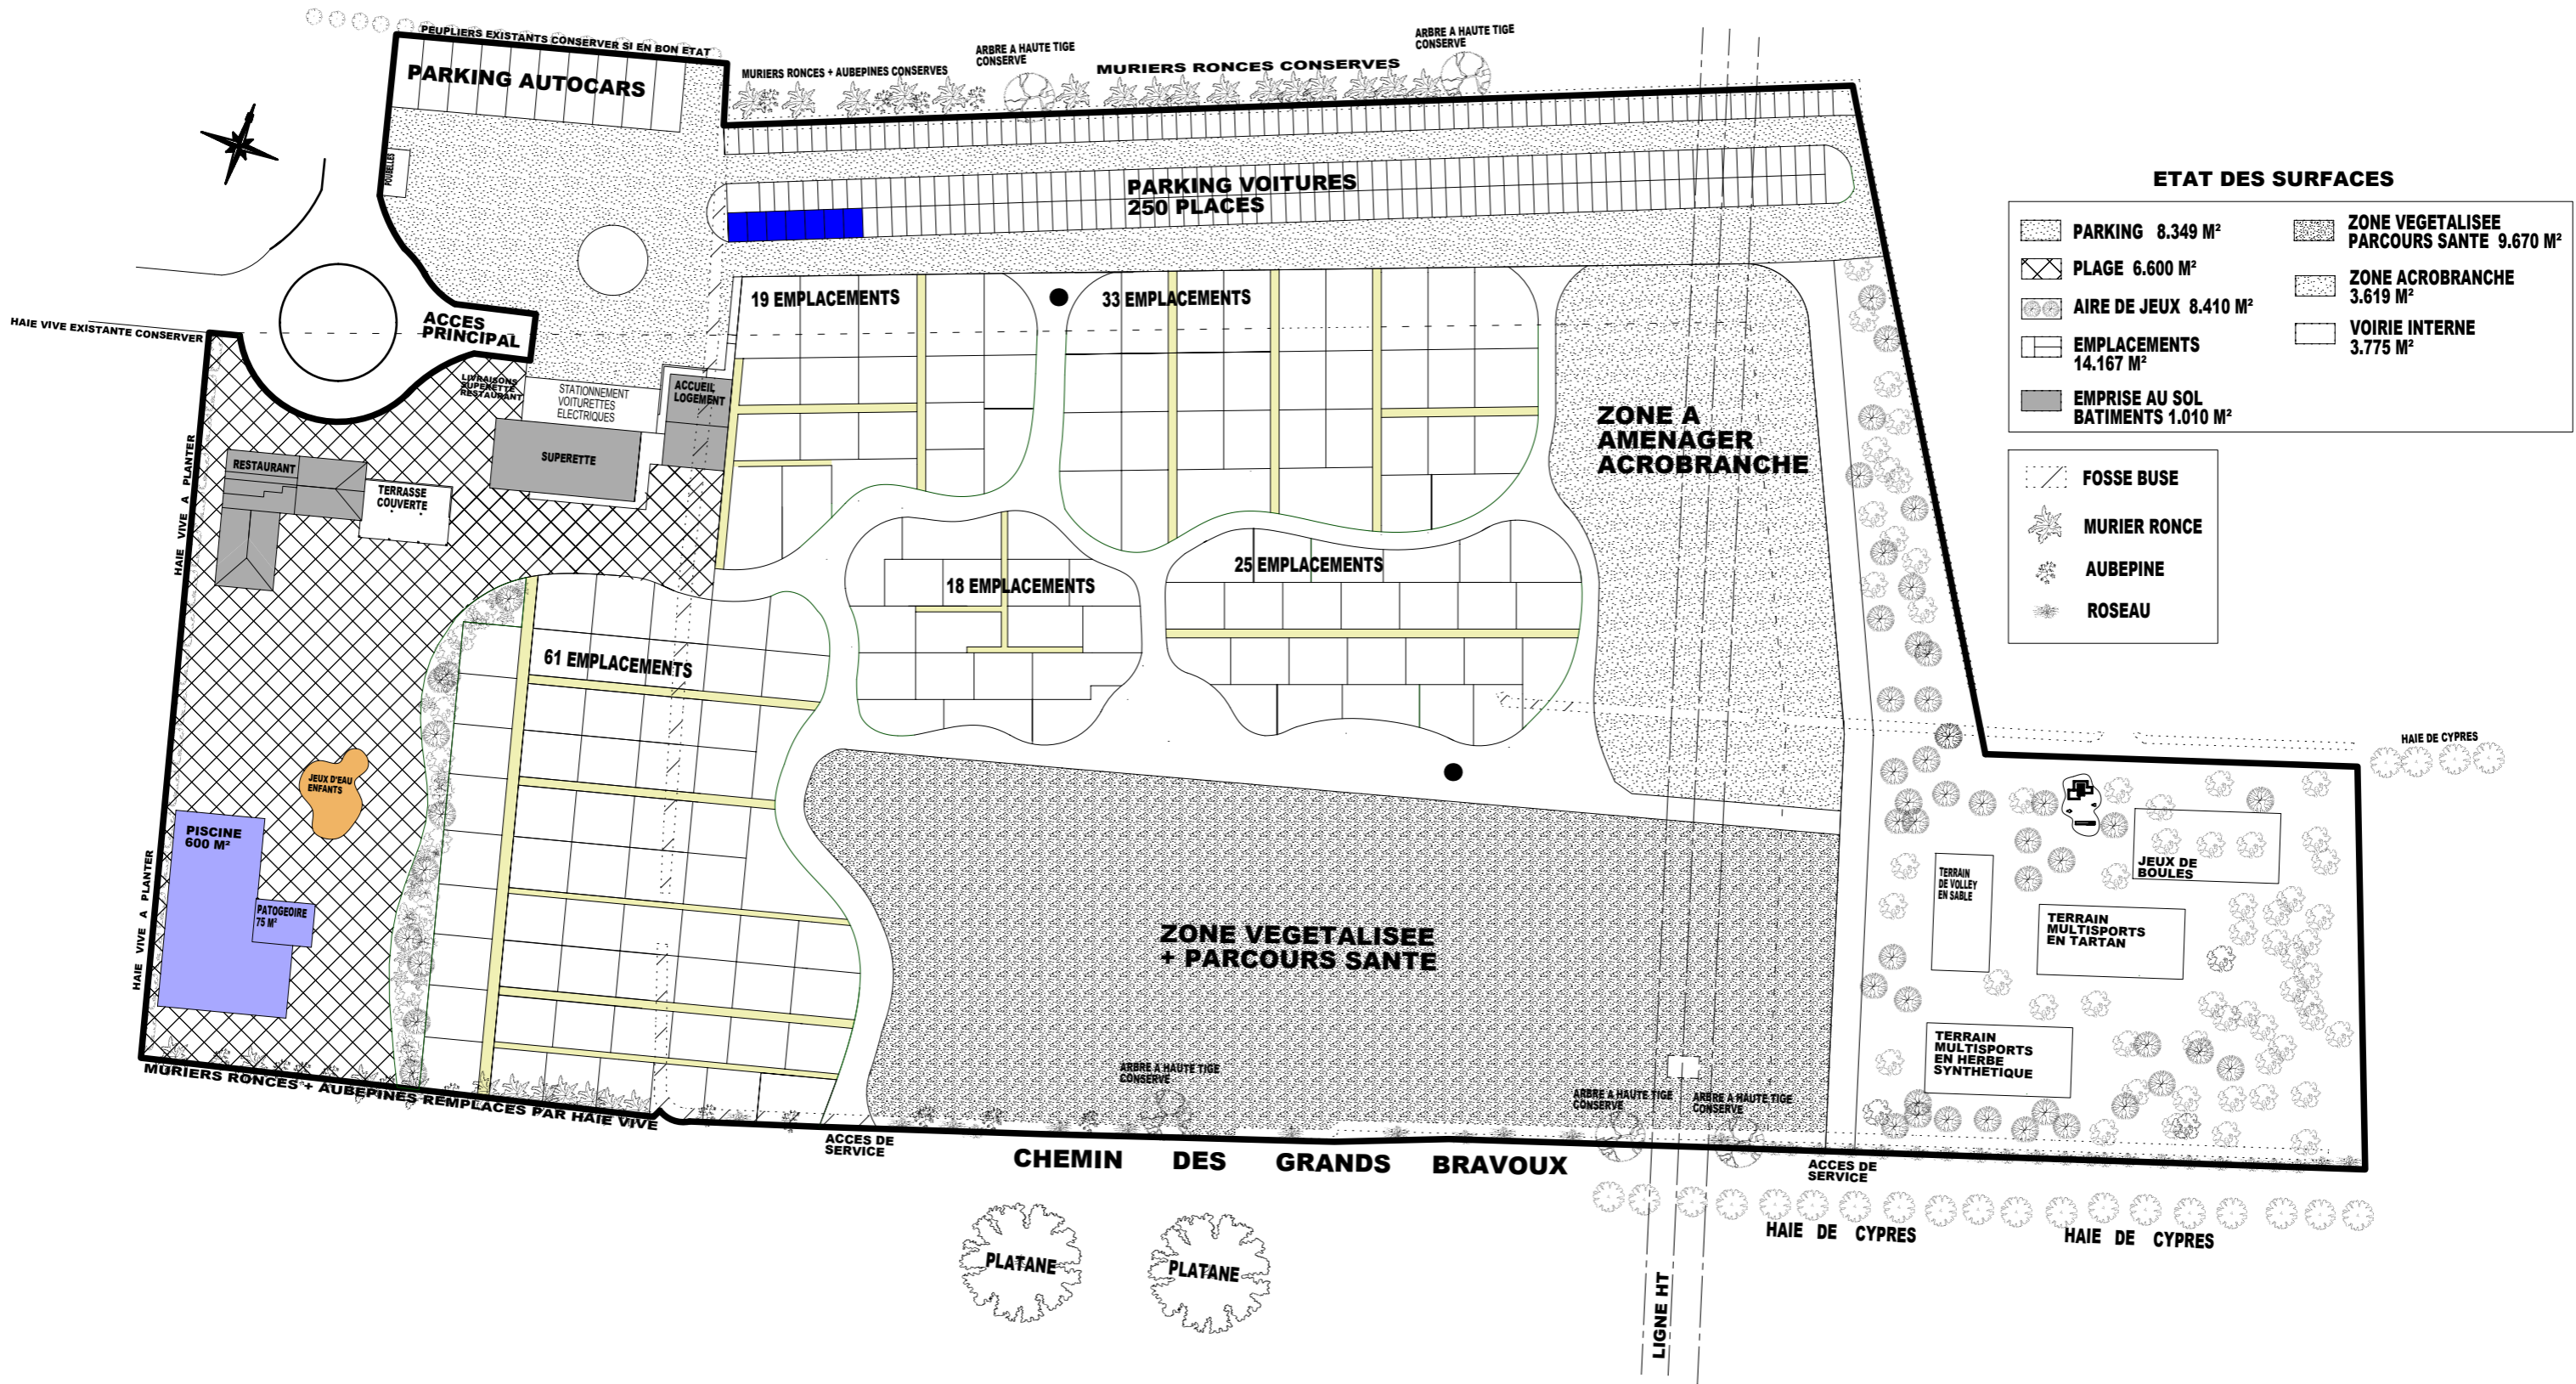 PEUPLIERS EXISTANTS CONSERVER SI EN BON ETAT
PARKING AUTOCARS
POUBELLES
MURIERS RONCES + AUBEPINES CONSERVES
ARBRE A HAUTE TIGE
CONSERVE
MURIERS RONCES CONSERVES
ARBRE A HAUTE TIGE
CONSERVE
PARKING VOITURES
250 PLACES
ETAT DES SURFACES
PARKING 8.349 M²
PLAGE 6.600 M²
AIRE DE JEUX 8.410 M²
EMPLACEMENTS
14.167 M²
EMPRISE AU SOL
BATIMENTS 1.010 M²
ZONE VEGETALISEE
PARCOURS SANTE 9.670 M²
ZONE ACROBRANCHE
3.619 M²
VOIRIE INTERNE
3.775 M²
FOSSE BUSE
MURIER RONCE
AUBEPINE
ROSEAU
HAIE VIVE EXISTANTE CONSERVER
ACCES
PRINCIPAL
LIVRAISONS
SUPERETTE
RESTAURANT
STATIONNEMENT
VOITURETTES
ELECTRIQUES
ACCUEIL
LOGEMENT
SUPERETTE
RESTAURANT
TERRASSE
COUVERTE
HAIE VIVE A PLANTER
19 EMPLACEMENTS
33 EMPLACEMENTS
18 EMPLACEMENTS
25 EMPLACEMENTS
61 EMPLACEMENTS
ZONE A
AMENAGER
ACROBRANCHE
JEUX D'EAU
ENFANTS
PISCINE
600 M²
PATOGEOIRE
75 M²
HAIE VIVE A PLANTER
ZONE VEGETALISEE
+ PARCOURS SANTE
HAIE DE CYPRES
JEUX DE
BOULES
TERRAIN
DE VOLLEY
EN SABLE
TERRAIN
MULTISPORTS
EN TARTAN
TERRAIN
MULTISPORTS
EN HERBE
SYNTHETIQUE
ARBRE A HAUTE TIGE
CONSERVE
ARBRE A HAUTE TIGE
CONSERVE
ARBRE A HAUTE TIGE
CONSERVE
MURIERS RONCES + AUBEPINES REMPLACES PAR HAIE VIVE
ACCES DE
SERVICE
CHEMIN DES GRANDS BRAVOUX
ACCES DE
SERVICE
HAIE DE CYPRES
HAIE DE CYPRES
PLATANE
PLATANE
LIGNE HT